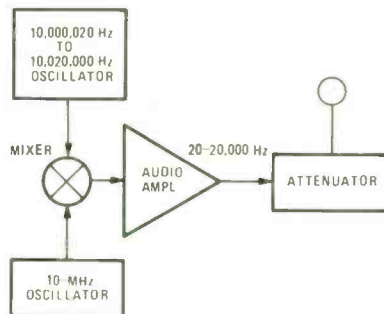 10,000,020 Hz
TO
10,020,000 Hz
OSCILLATOR
MIXER
AUDIO
AMPL
20–20,000 Hz
ATTENUATOR
10-MHz
OSCILLATOR